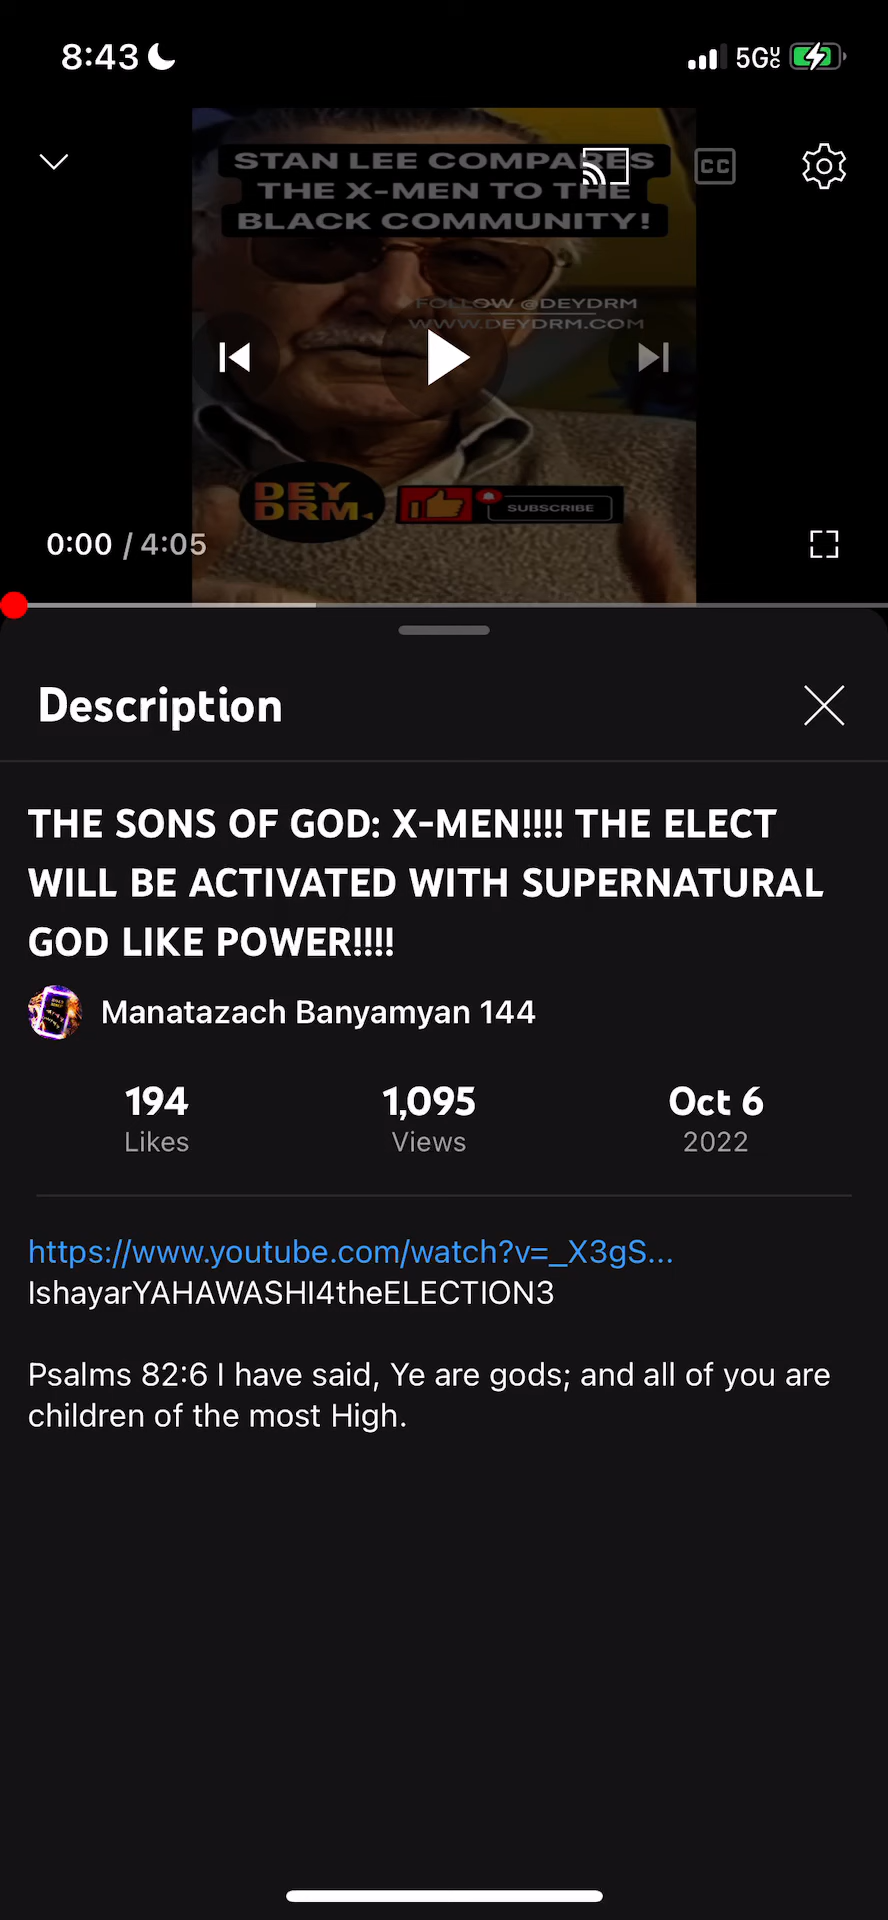 8:43
5G UC
STAN LEE COMPARES
THE X-MEN TO THE
BLACK COMMUNITY!
CC
FOLLOW @DEYDRM
WWW.DEYDRM.COM
DEY
DRM
SUBSCRIBE
0:00 / 4:05
Description
THE SONS OF GOD: X-MEN!!!! THE ELECT
WILL BE ACTIVATED WITH SUPERNATURAL
GOD LIKE POWER!!!!
Manatazach Banyamyan 144
194 1,095 Oct 6
Likes Views 2022
https://www.youtube.com/watch?v=_X3gS...
IshayarYAHAWASHI4theELECTION3
Psalms 82:6 I have said, Ye are gods; and all of you are
children of the most High.